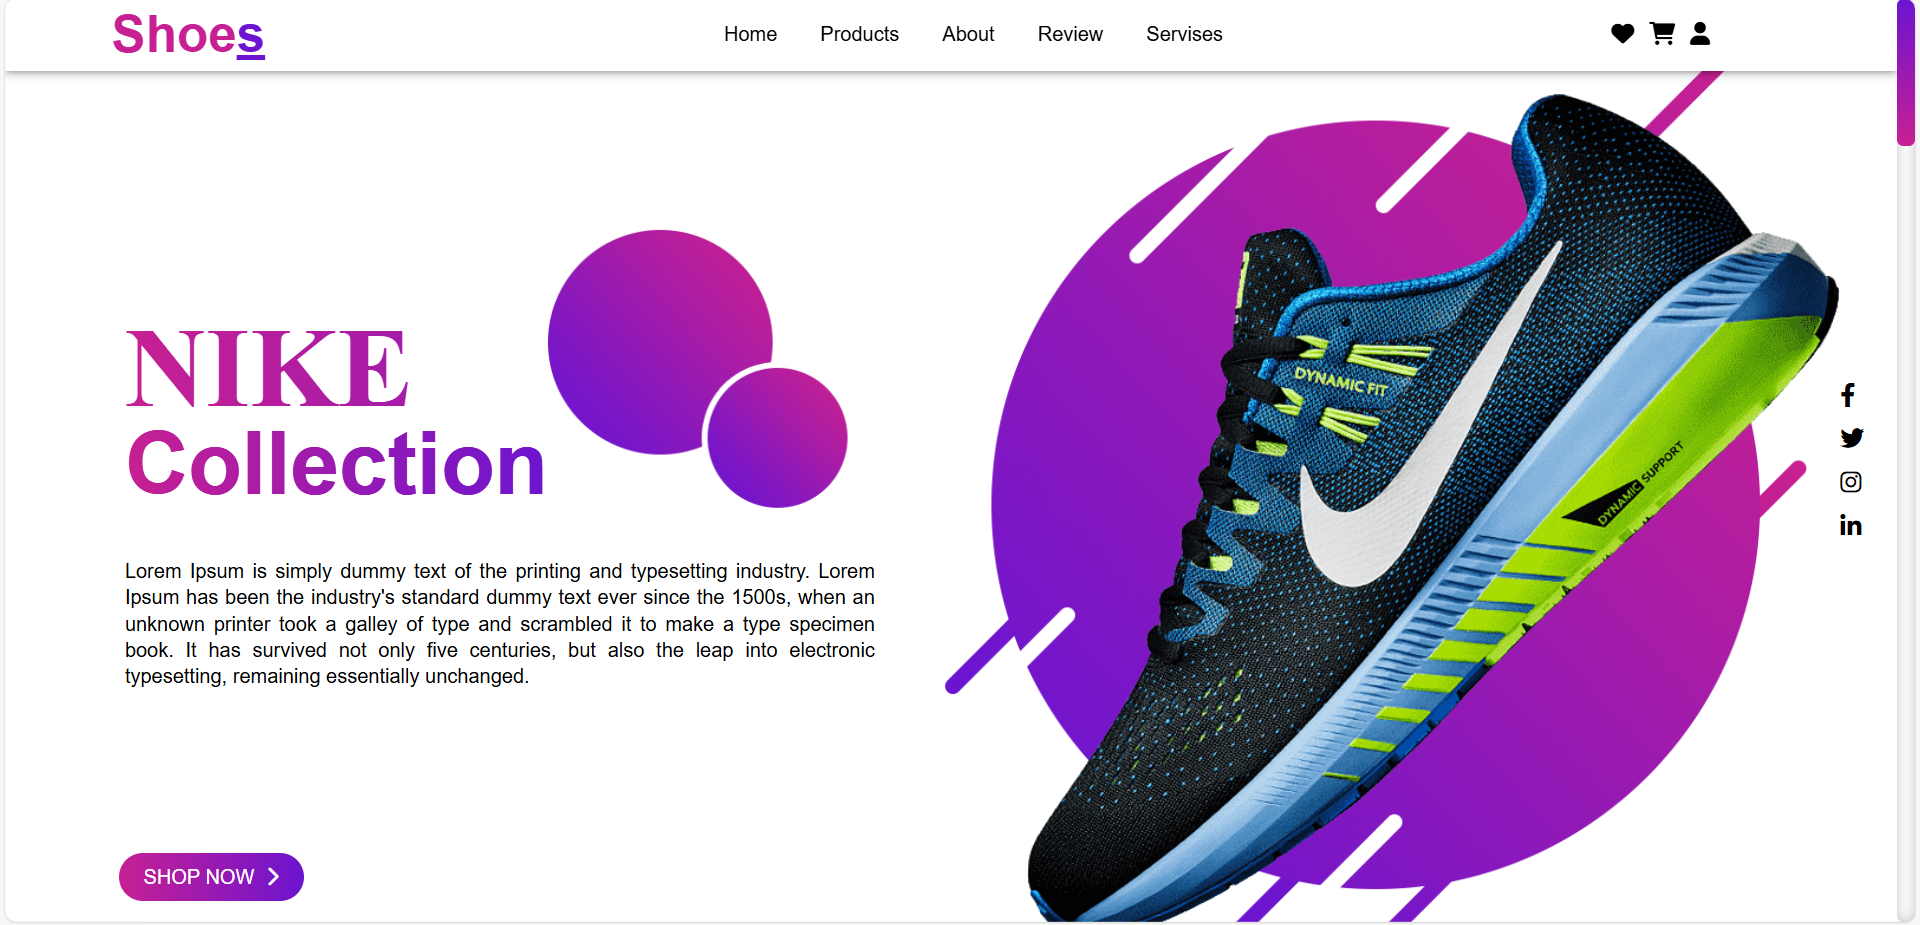 Shoes
Home Products About Review Servises
NIKE
Collection
Lorem Ipsum is simply dummy text of the printing and typesetting industry. Lorem
Ipsum has been the industry's standard dummy text ever since the 1500s, when an
unknown printer took a galley of type and scrambled it to make a type specimen
book. It has survived not only five centuries, but also the leap into electronic
typesetting, remaining essentially unchanged.
SHOP NOW
DYNAMIC FIT
DYNAMIC SUPPORT